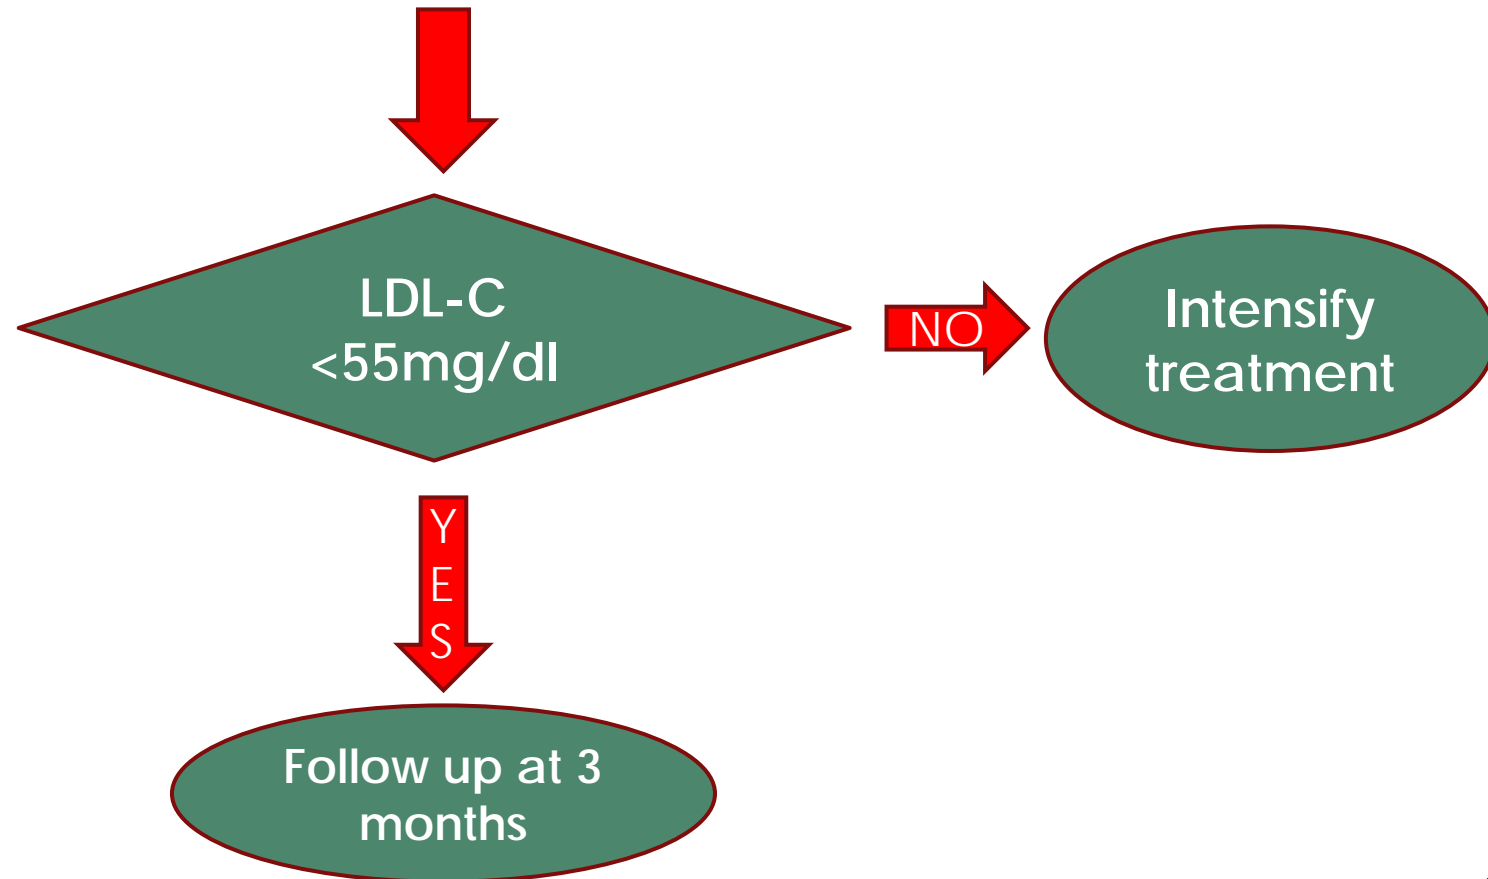 LDL-C
<55mg/dl
NO
Intensify
treatment
Y
E
S
Follow up at 3
months